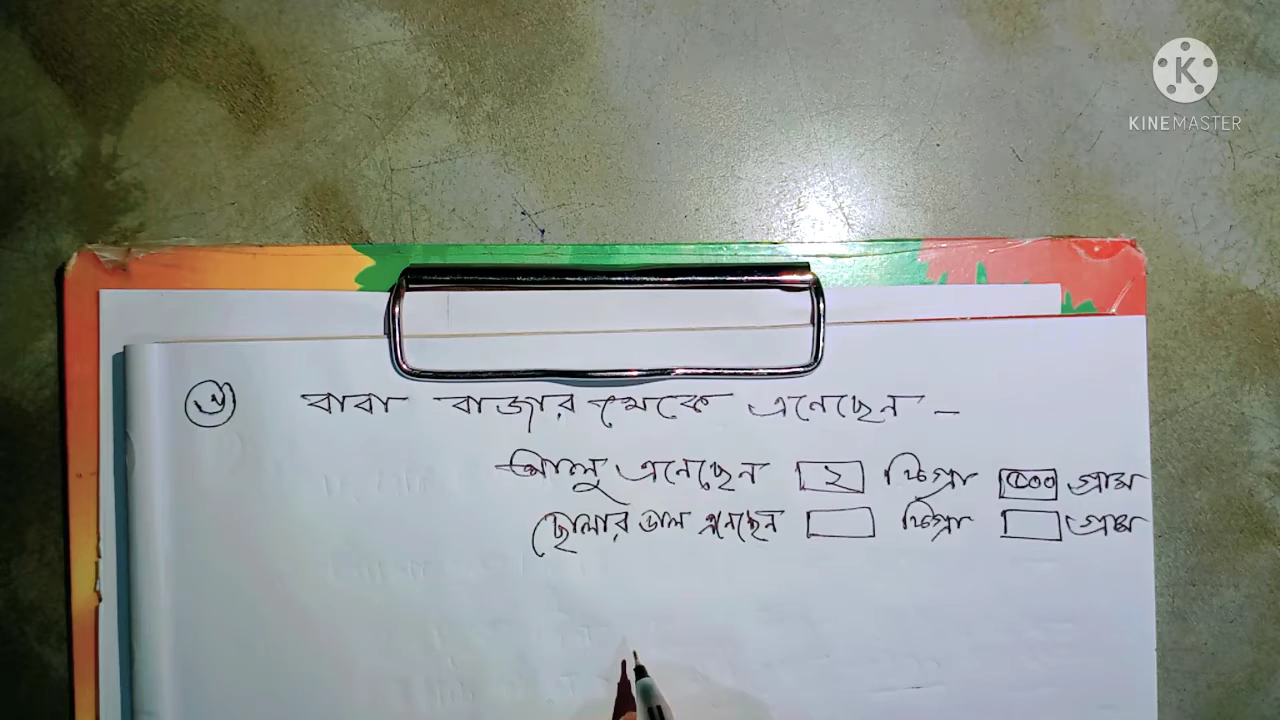 KINEMASTER
৩ বাবা বাজার থেকে এনেছেন -
আলু এনেছেন ২ কিগ্রা ৫০০ গ্রাম
ছোলার ডাল এনেছেন কিগ্রা গ্রাম